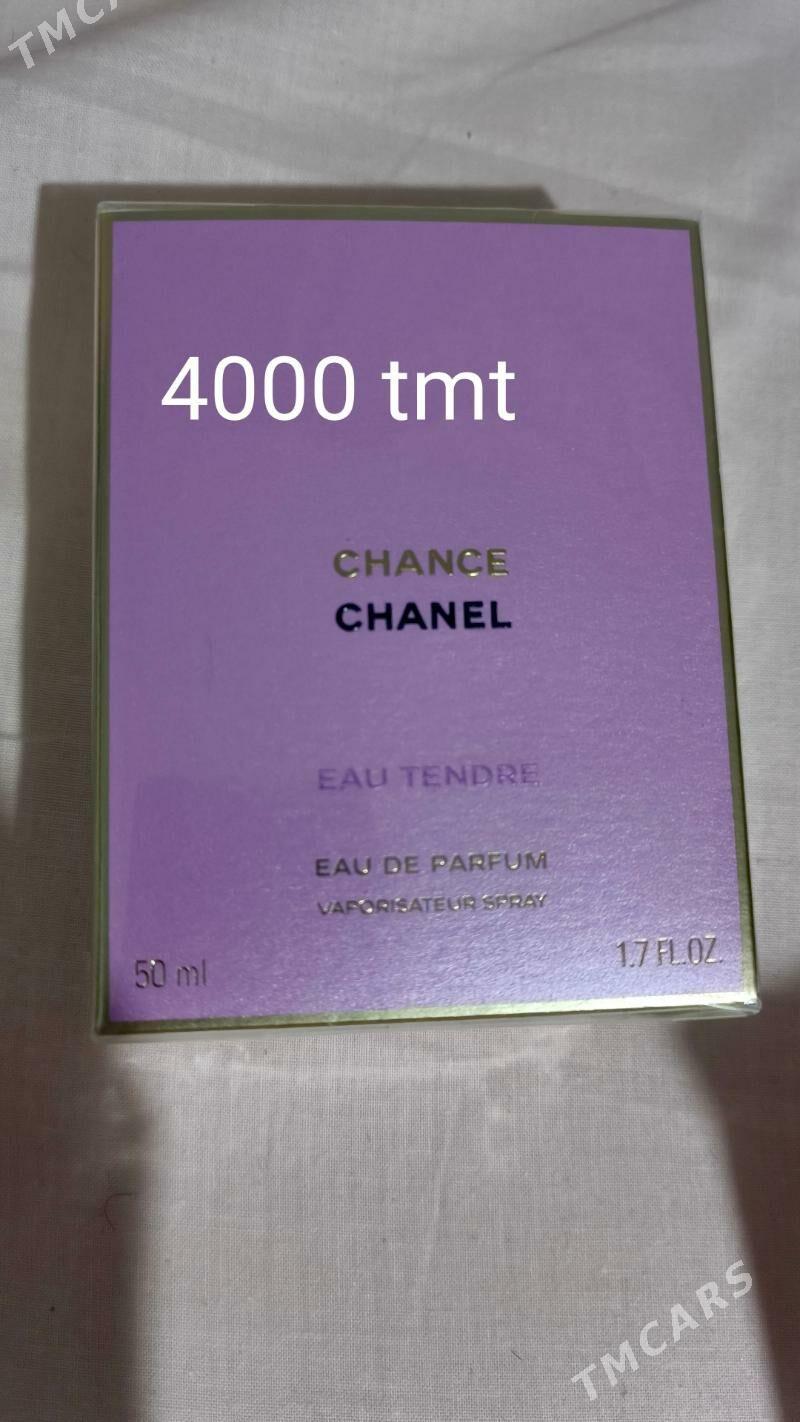 TMCA
4000 tmt
CHANCE
CHANEL
EAU TENDRE
EAU DE PARFUM
VAPORISATEUR SPRAY
50 ml
1.7 FL.OZ.
TMCARS